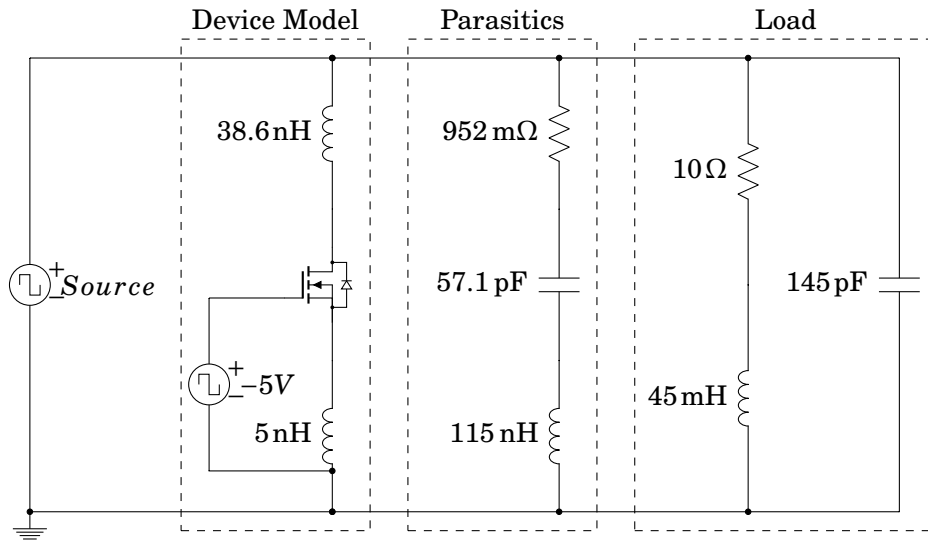 Device Model
Parasitics
Load
38.6 nH
952 mΩ
10 Ω
+
−
Source
57.1 pF
145 pF
+
−
−5V
45 mH
5 nH
115 nH